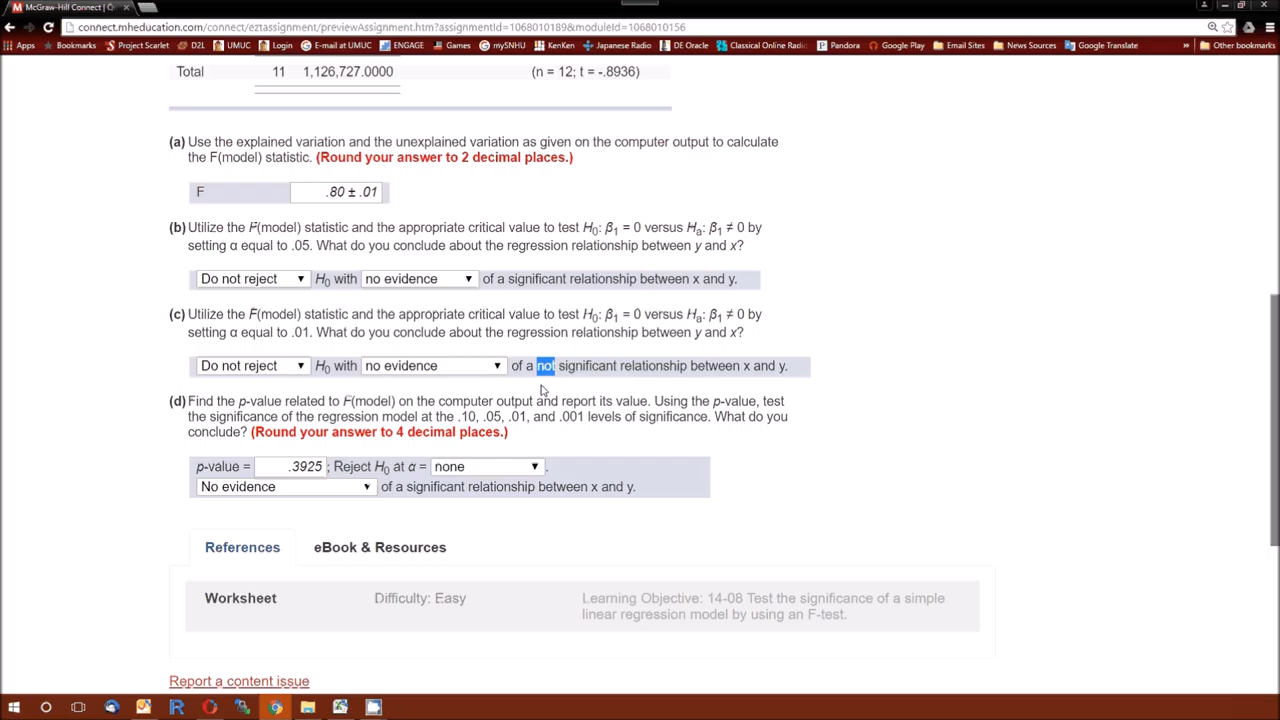 McGraw-Hill Connect | C
connect.mheducation.com/connect/eztassignment/previewAssignment.htm?assignmentId=1068010189&moduleId=1068010156
Apps Bookmarks Project Scarlet D2L UMUC Login E-mail at UMUC ENGAGE Games mySNHU KenKen Japanese Radio DE Oracle Classical Online Radi Pandora Google Play Email Sites News Sources Google Translate » Other bookmarks
Total 11 1,126,727.0000 (n = 12; t = -.8936)
(a) Use the explained variation and the unexplained variation as given on the computer output to calculate
the F(model) statistic. (Round your answer to 2 decimal places.)
F .80 ± .01
(b) Utilize the F(model) statistic and the appropriate critical value to test H0: β1 = 0 versus Ha: β1 ≠ 0 by
setting α equal to .05. What do you conclude about the regression relationship between y and x?
Do not reject H0 with no evidence of a significant relationship between x and y.
(c) Utilize the F(model) statistic and the appropriate critical value to test H0: β1 = 0 versus Ha: β1 ≠ 0 by
setting α equal to .01. What do you conclude about the regression relationship between y and x?
Do not reject H0 with no evidence of a not significant relationship between x and y.
(d) Find the p-value related to F(model) on the computer output and report its value. Using the p-value, test
the significance of the regression model at the .10, .05, .01, and .001 levels of significance. What do you
conclude? (Round your answer to 4 decimal places.)
p-value = .3925 ; Reject H0 at α = none .
No evidence of a significant relationship between x and y.
References eBook & Resources
Worksheet Difficulty: Easy Learning Objective: 14-08 Test the significance of a simple
linear regression model by using an F-test.
Report a content issue